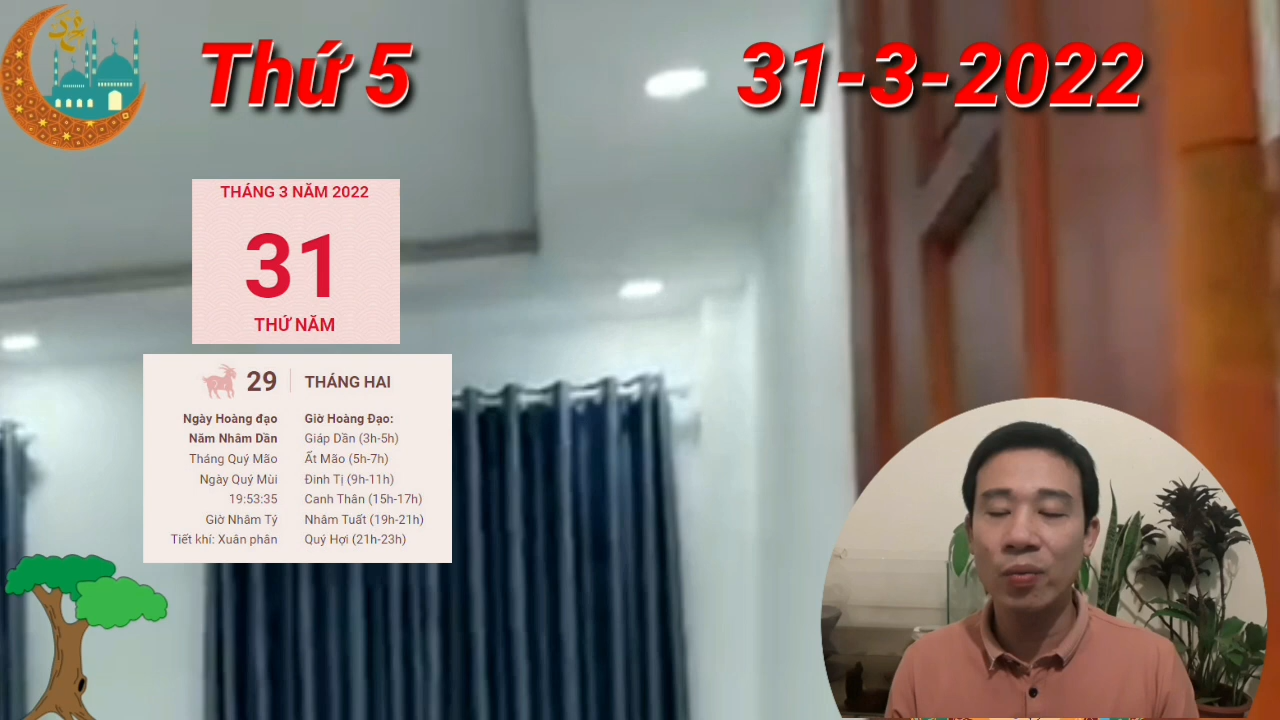 Thứ 5
31-3-2022
THÁNG 3 NĂM 2022
31
THỨ NĂM
29
THÁNG HAI
Ngày Hoàng đạo
Năm Nhâm Dần
Tháng Quý Mão
Ngày Quý Mùi
19:53:35
Giờ Nhâm Tý
Tiết khí: Xuân phân
Giờ Hoàng Đạo:
Giáp Dần (3h-5h)
Ất Mão (5h-7h)
Đinh Tị (9h-11h)
Canh Thân (15h-17h)
Nhâm Tuất (19h-21h)
Quý Hợi (21h-23h)